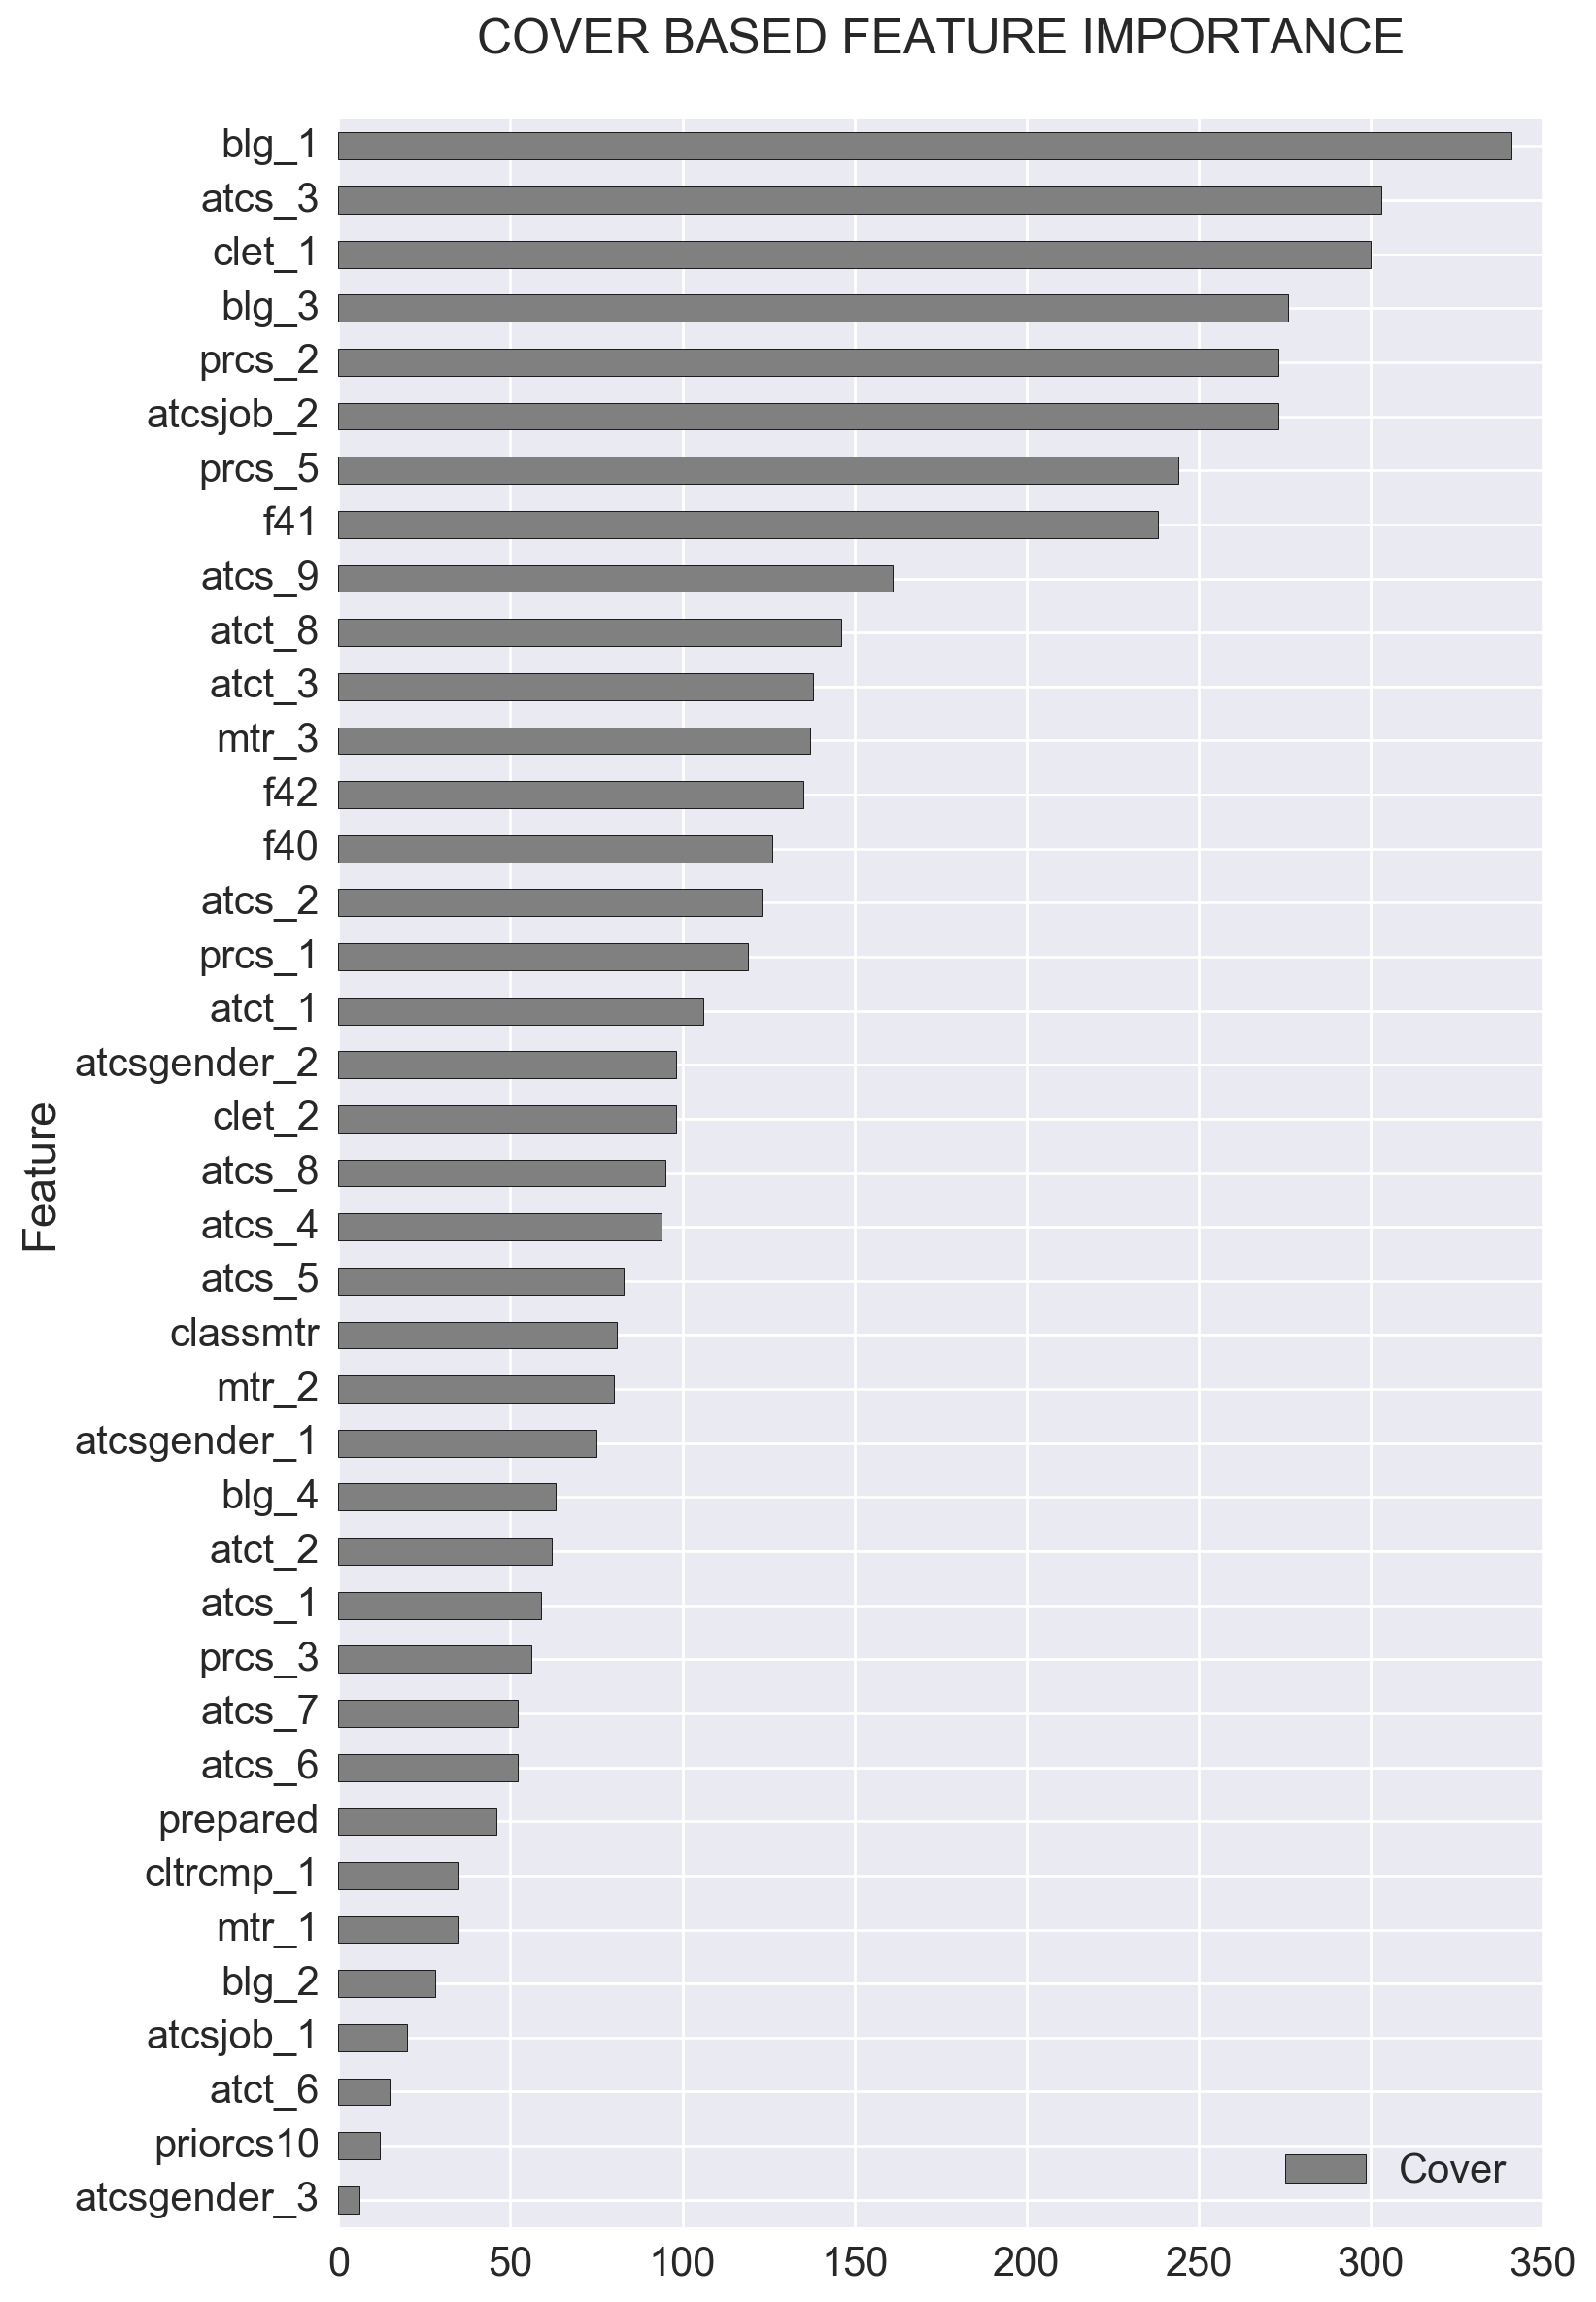 COVER BASED FEATURE IMPORTANCE
blg_1
atcs_3
clet_1
blg_3
prcs_2
atcsjob_2
prcs_5
f41
atcs_9
atct_8
atct_3
mtr_3
f42
f40
atcs_2
prcs_1
atct_1
atcsgender_2
clet_2
atcs_8
atcs_4
atcs_5
classmtr
mtr_2
atcsgender_1
blg_4
atct_2
atcs_1
prcs_3
atcs_7
atcs_6
prepared
cltrcmp_1
mtr_1
blg_2
atcsjob_1
atct_6
priorcs10
atcsgender_3
Feature
Cover
0 50 100 150 200 250 300 350